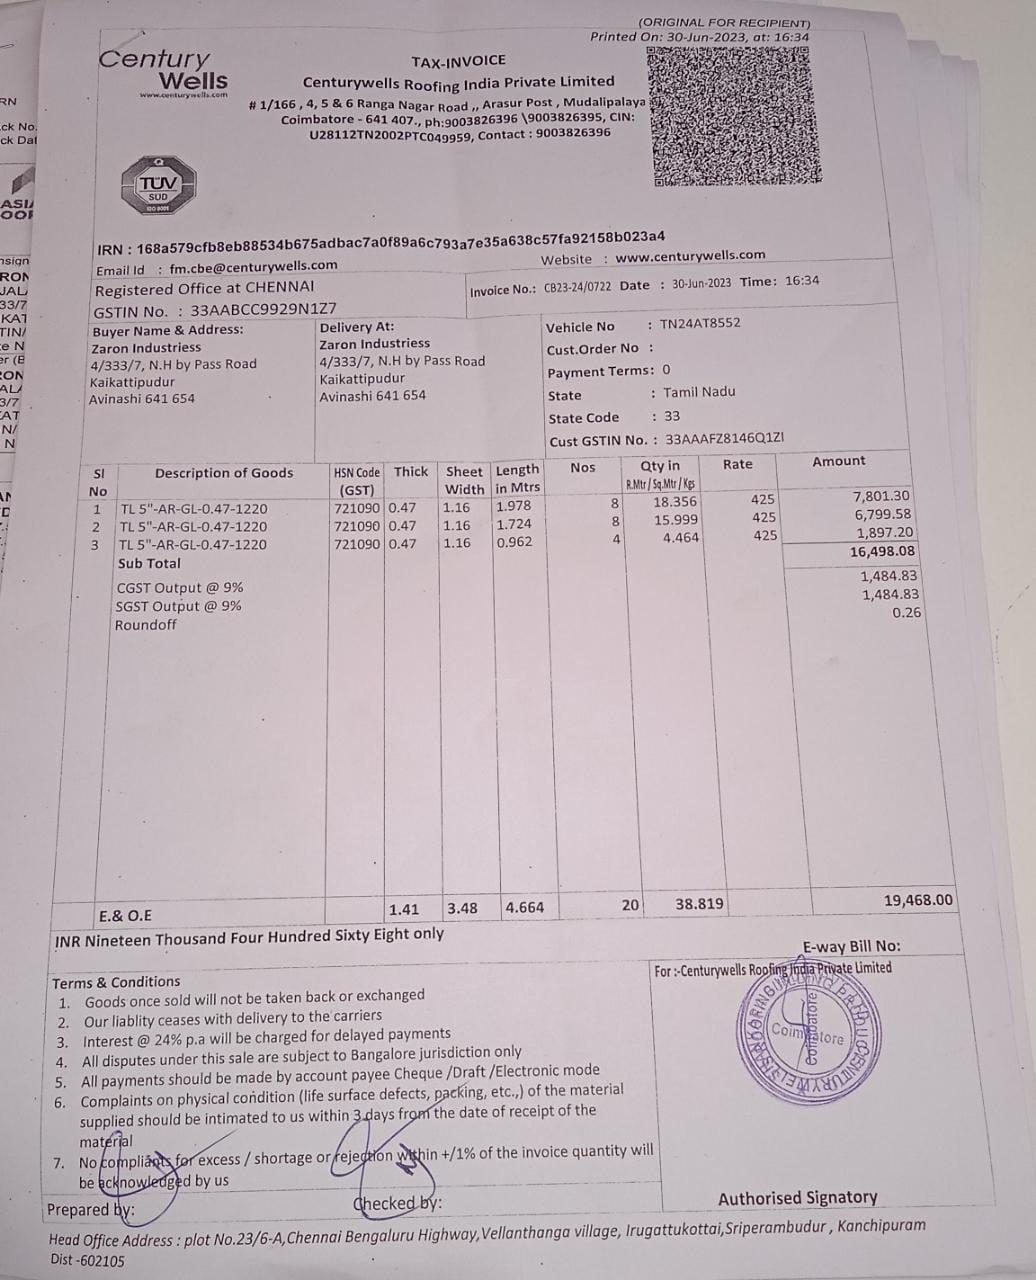 (ORIGINAL FOR RECIPIENT)
Printed On: 30-Jun-2023, at: 16:34
Century
Wells
www.centurywells.com
TAX-INVOICE
Centurywells Roofing India Private Limited
# 1/166 , 4, 5 & 6 Ranga Nagar Road ,, Arasur Post , Mudalipalaya
Coimbatore - 641 407., ph:9003826396 \9003826395, CIN:
U28112TN2002PTC049959, Contact : 9003826396
TÜV
SUD
ISO 9001
IRN : 168a579cfb8eb88534b675adbac7a0f89a6c793a7e35a638c57fa92158b023a4
Email Id : fm.cbe@centurywells.com
Website : www.centurywells.com
Registered Office at CHENNAI
GSTIN No. : 33AABCC9929N1Z7
Invoice No.: CB23-24/0722 Date : 30-Jun-2023 Time: 16:34
Buyer Name & Address:
Zaron Industriess
4/333/7, N.H by Pass Road
Kaikattipudur
Avinashi 641 654
Delivery At:
Zaron Industriess
4/333/7, N.H by Pass Road
Kaikattipudur
Avinashi 641 654
Vehicle No : TN24AT8552
Cust.Order No :
Payment Terms: 0
State : Tamil Nadu
State Code : 33
Cust GSTIN No. : 33AAAFZ8146Q1ZI
Sl No Description of Goods HSN Code (GST) Thick Sheet Width Length in Mtrs Nos Qty in R.Mtr / Sq.Mtr / Kgs Rate Amount
1 TL 5"-AR-GL-0.47-1220 721090 0.47 1.16 1.978 8 18.356 425 7,801.30
2 TL 5"-AR-GL-0.47-1220 721090 0.47 1.16 1.724 8 15.999 425 6,799.58
3 TL 5"-AR-GL-0.47-1220 721090 0.47 1.16 0.962 4 4.464 425 1,897.20
Sub Total 16,498.08
CGST Output @ 9% 1,484.83
SGST Output @ 9% 1,484.83
Roundoff 0.26
E.& O.E 1.41 3.48 4.664 20 38.819 19,468.00
INR Nineteen Thousand Four Hundred Sixty Eight only
E-way Bill No:
Terms & Conditions
1. Goods once sold will not be taken back or exchanged
2. Our liablity ceases with delivery to the carriers
3. Interest @ 24% p.a will be charged for delayed payments
4. All disputes under this sale are subject to Bangalore jurisdiction only
5. All payments should be made by account payee Cheque /Draft /Electronic mode
6. Complaints on physical condition (life surface defects, packing, etc.,) of the material
supplied should be intimated to us within 3 days from the date of receipt of the
material
7. No compliants for excess / shortage or rejection within +/1% of the invoice quantity will
be acknowledged by us
For :-Centurywells Roofing India Private Limited
Coimbatore
Prepared by:
Checked by:
Authorised Signatory
Head Office Address : plot No.23/6-A,Chennai Bengaluru Highway,Vellanthanga village, Irugattukottai,Sriperambudur , Kanchipuram
Dist -602105